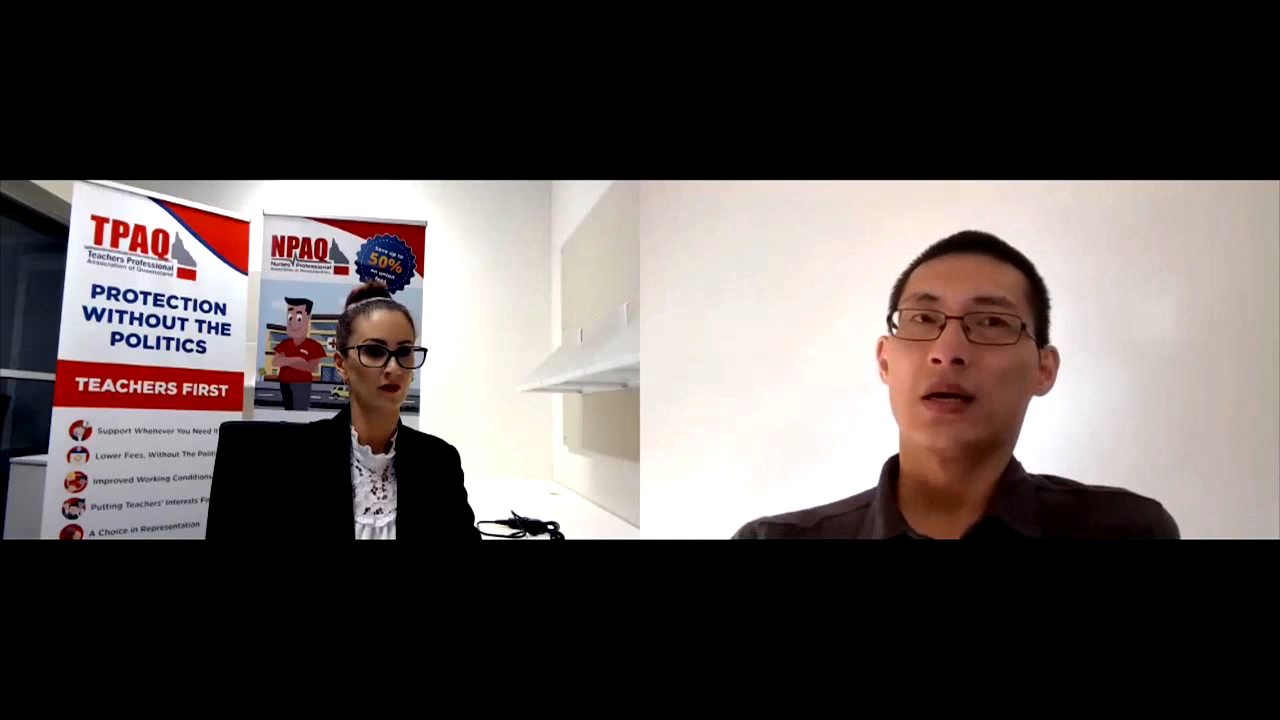 TPAQ
Teachers Professional
Association of Queensland
PROTECTION
WITHOUT THE
POLITICS
TEACHERS FIRST
Support Whenever You Need It
Lower Fees, Without The
Improved Working Conditions
Putting Teachers' Interests
A Choice in Representation
NPAQ
Nurses Professional
Association of Queensland
Save up to
50%
on union